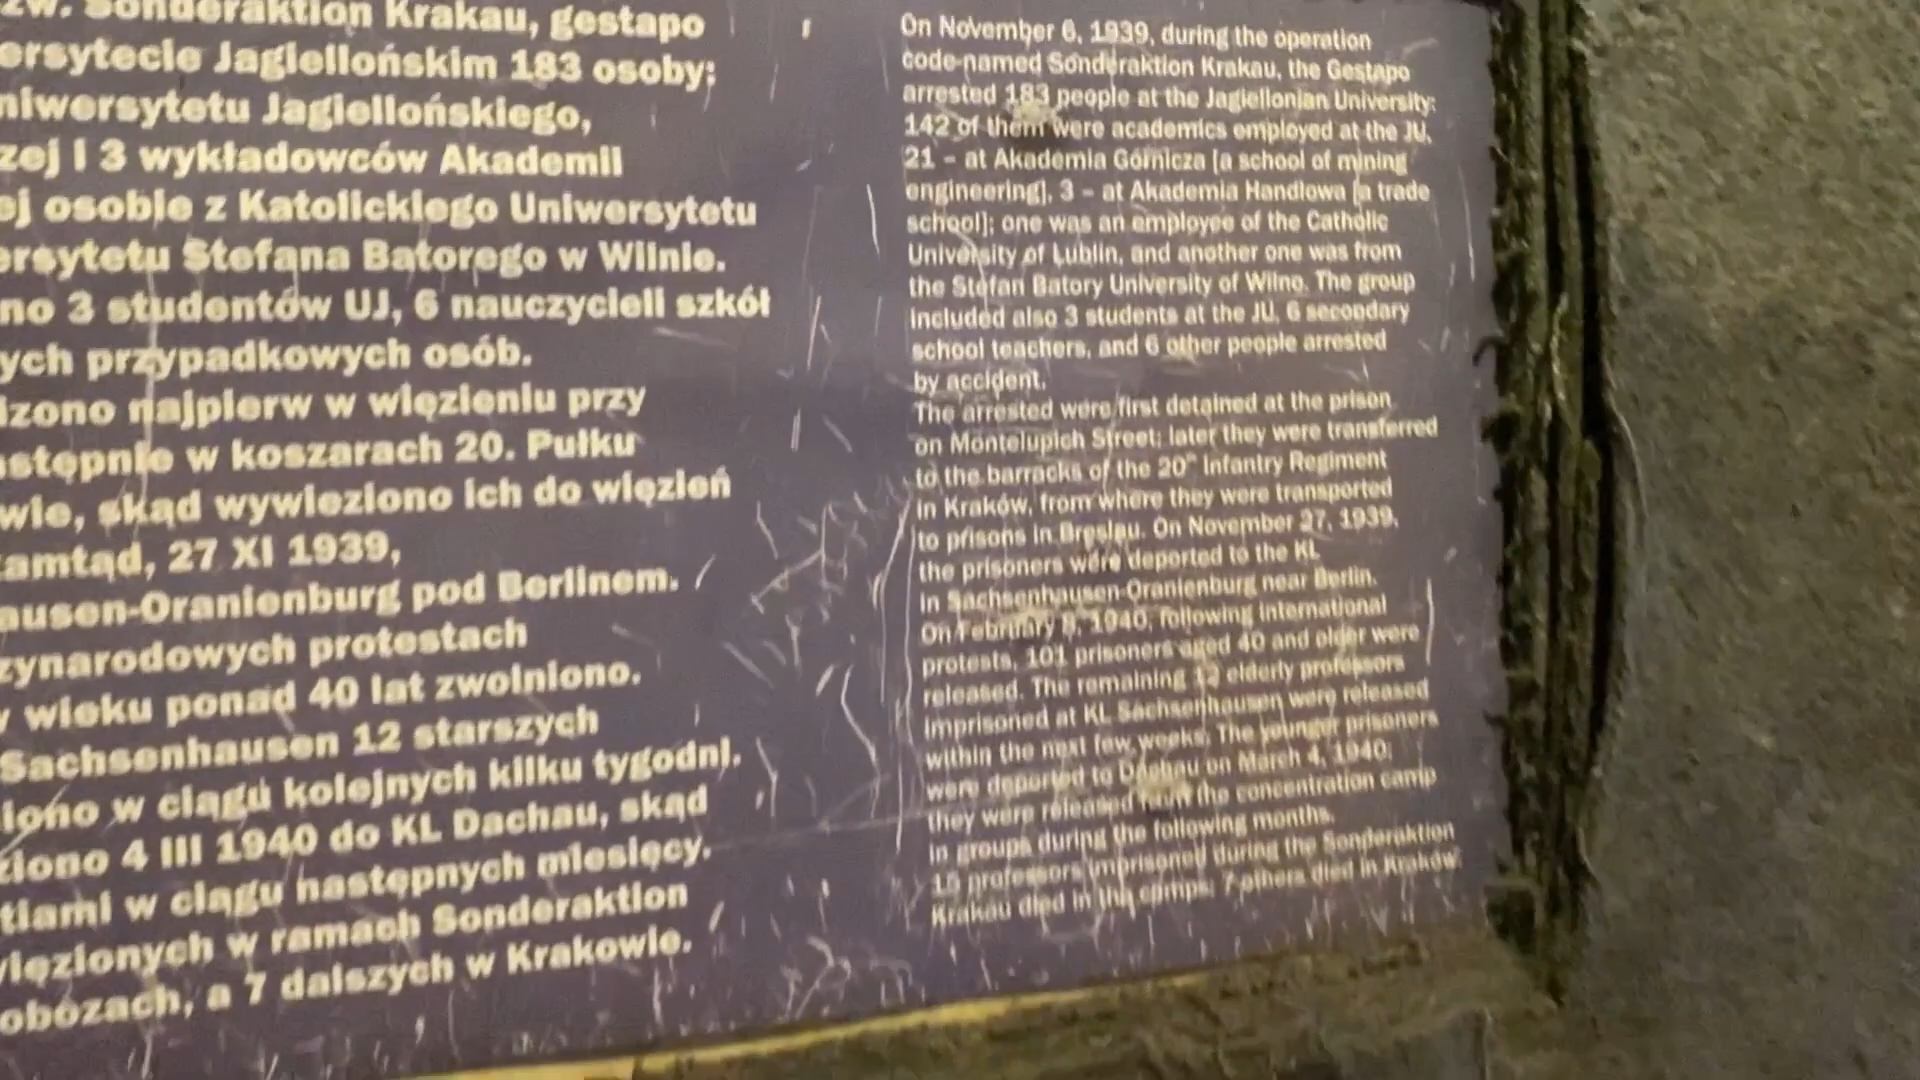 zw. Sonderaktion Krakau, gestapo
ersytecie Jagiellońskim 183 osoby;
niwersytetu Jagiellońskiego,
zej i 3 wykładowców Akademii
ej osobie z Katolickiego Uniwersytetu
ersytetu Stefana Batorego w Wilnie.
no 3 studentów UJ, 6 nauczycieli szkół
ych przypadkowych osób.
dzono najpierw w więzieniu przy
astępnie w koszarach 20. Pułku
wie, skąd wywieziono ich do więzień
tamtąd, 27 XI 1939,
ausen-Oranienburg pod Berlinem.
zynarodowych protestach
w wieku ponad 40 lat zwolniono.
Sachsenhausen 12 starszych
iono w ciągu kolejnych kilku tygodni.
ziono 4 III 1940 do KL Dachau, skąd
tiami w ciągu następnych miesięcy.
więzionych w ramach Sonderaktion
obozach, a 7 dalszych w Krakowie.
On November 6, 1939, during the operation
code-named Sonderaktion Krakau, the Gestapo
arrested 183 people at the Jagiellonian University:
142 of them were academics employed at the JU,
21 – at Akademia Górnicza [a school of mining
engineering], 3 – at Akademia Handlowa [a trade
school]; one was an employee of the Catholic
University of Lublin, and another one was from
the Stefan Batory University of Wilno. The group
included also 3 students at the JU, 6 secondary
school teachers, and 6 other people arrested
by accident.
The arrested were first detained at the prison
on Montelupich Street; later they were transferred
to the barracks of the 20th Infantry Regiment
in Kraków, from where they were transported
to prisons in Breslau. On November 27, 1939,
the prisoners were deported to the KL
in Sachsenhausen-Oranienburg near Berlin.
On February 8, 1940, following international
protests, 101 prisoners aged 40 and older were
released. The remaining 12 elderly professors
imprisoned at KL Sachsenhausen were released
within the next few weeks. The younger prisoners
were deported to Dachau on March 4, 1940;
they were released from the concentration camp
in groups during the following months.
professors imprisoned during the Sonderaktion
Krakau died in the camps; 7 others died in Kraków.